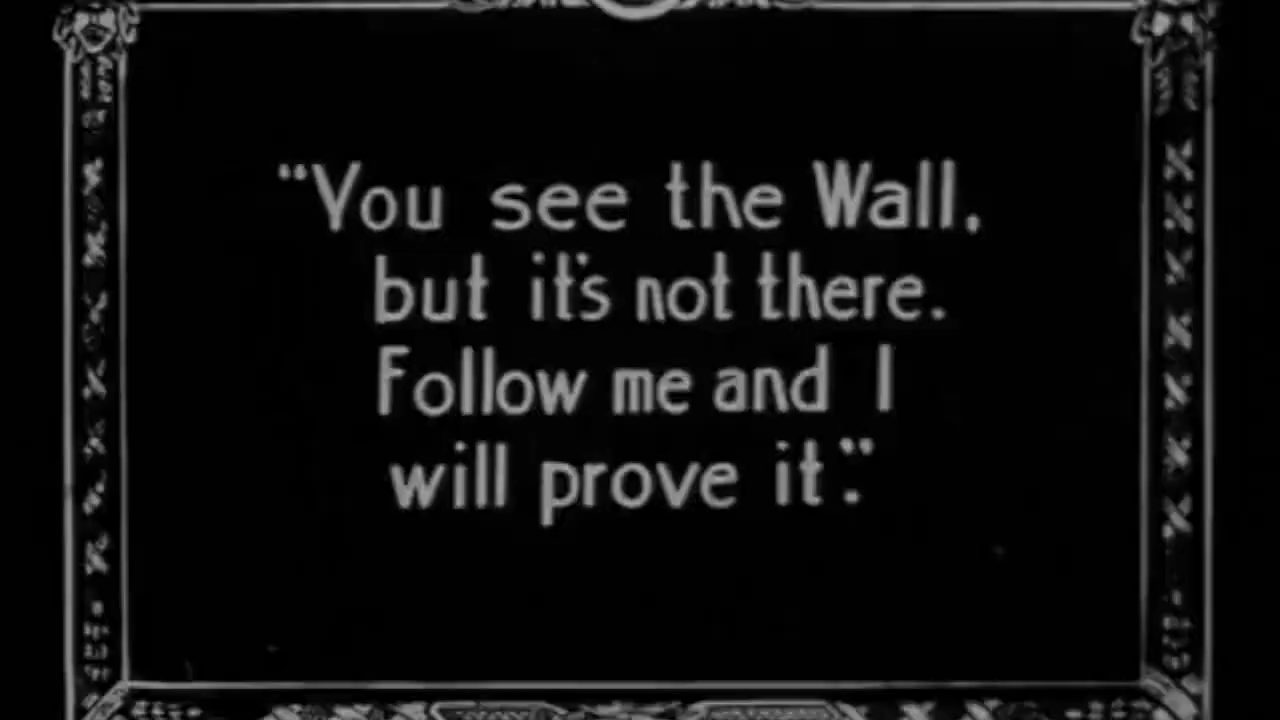 "You see the Wall,
but it's not there.
Follow me and I
will prove it."